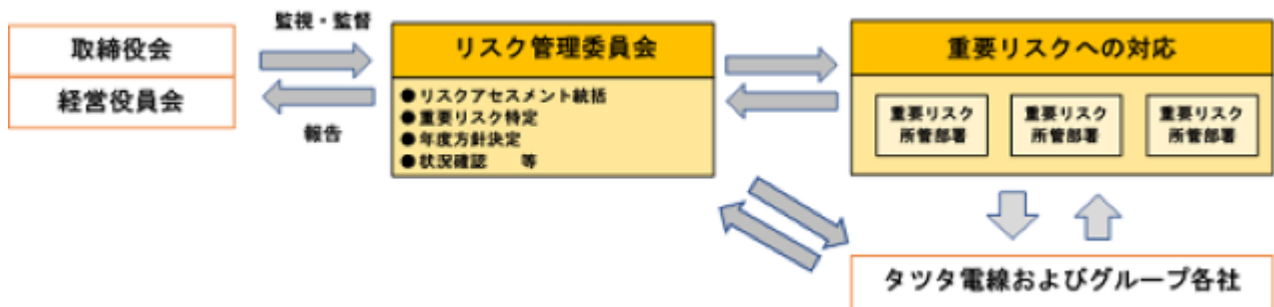 監視・監督
取締役会
経営役員会
報告
リスク管理委員会
●リスクアセスメント統括
●重要リスク特定
●年度方針決定
●状況確認　等
重要リスクへの対応
重要リスク
所管部署
重要リスク
所管部署
重要リスク
所管部署
タツタ電線およびグループ各社